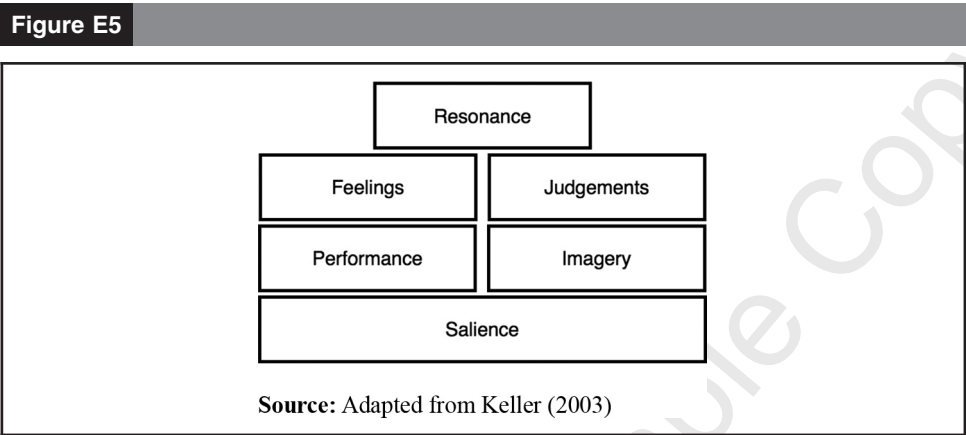 Figure E5
Resonance
Feelings Judgements
Performance Imagery
Salience
Source: Adapted from Keller (2003)